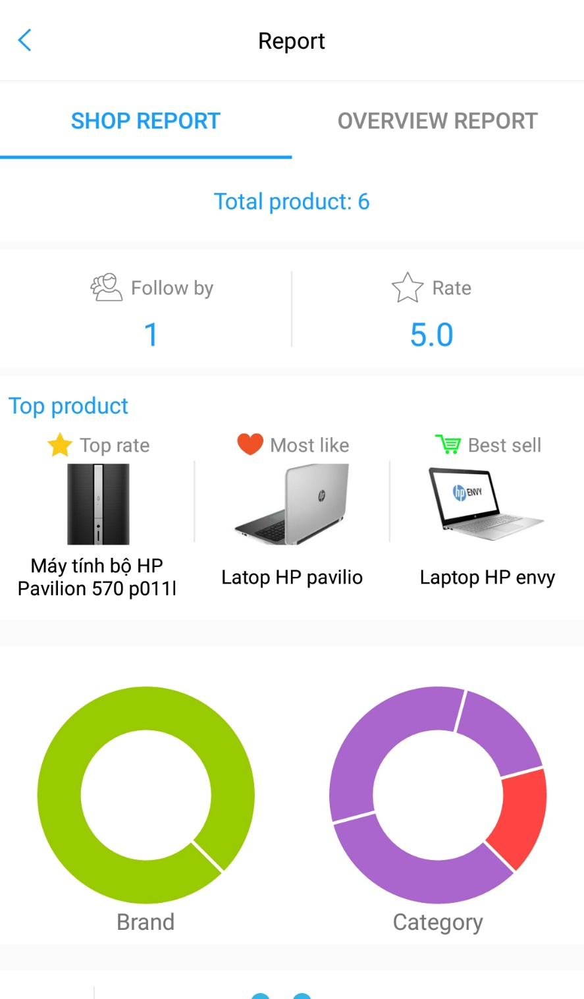 Report
SHOP REPORT
OVERVIEW REPORT
Total product: 6
Follow by
1
Rate
5.0
Top product
Top rate
Most like
Best sell
hp
hp ENVY
Máy tính bộ HP
Pavilion 570 p011l
Latop HP pavilio
Laptop HP envy
Brand
Category